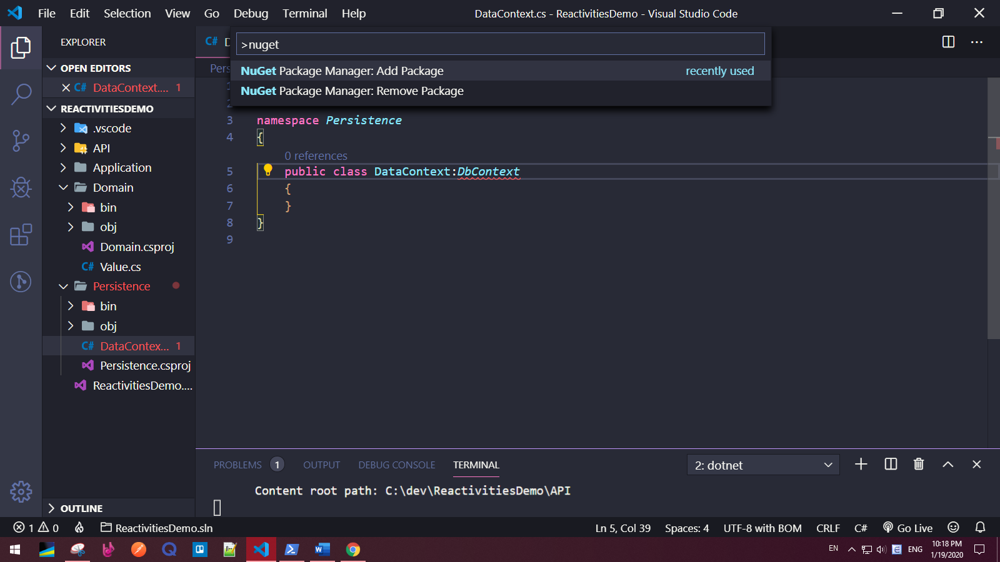 File Edit Selection View Go Debug Terminal Help
DataContext.cs - ReactivitiesDemo - Visual Studio Code
EXPLORER
OPEN EDITORS
C# DataContext.... 1
REACTIVITIESDEMO
.vscode
API
Application
Domain
bin
obj
Domain.csproj
C# Value.cs
Persistence
bin
obj
C# DataContex... 1
Persistence.csproj
ReactivitiesDemo....
OUTLINE
C# D
>nuget
Pers
NuGet Package Manager: Add Package recently used
NuGet Package Manager: Remove Package
1
2
3 namespace Persistence
4 {
0 references
5 public class DataContext:DbContext
6 {
7 }
8 }
9
PROBLEMS 1 OUTPUT DEBUG CONSOLE TERMINAL 2: dotnet
Content root path: C:\dev\ReactivitiesDemo\API
1 0 ReactivitiesDemo.sln Ln 5, Col 39 Spaces: 4 UTF-8 with BOM CRLF C# Go Live
EN ENG
10:18 PM
1/19/2020